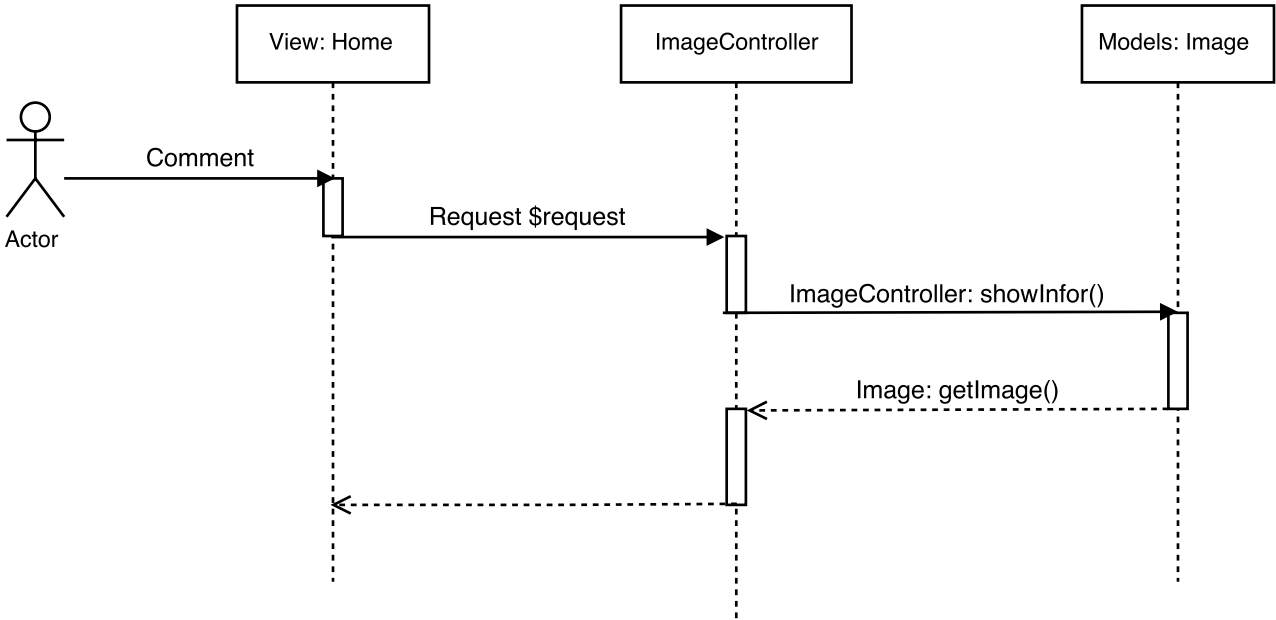 View: Home
ImageController
Models: Image
Comment
Actor
Request $request
ImageController: showInfor()
Image: getImage()